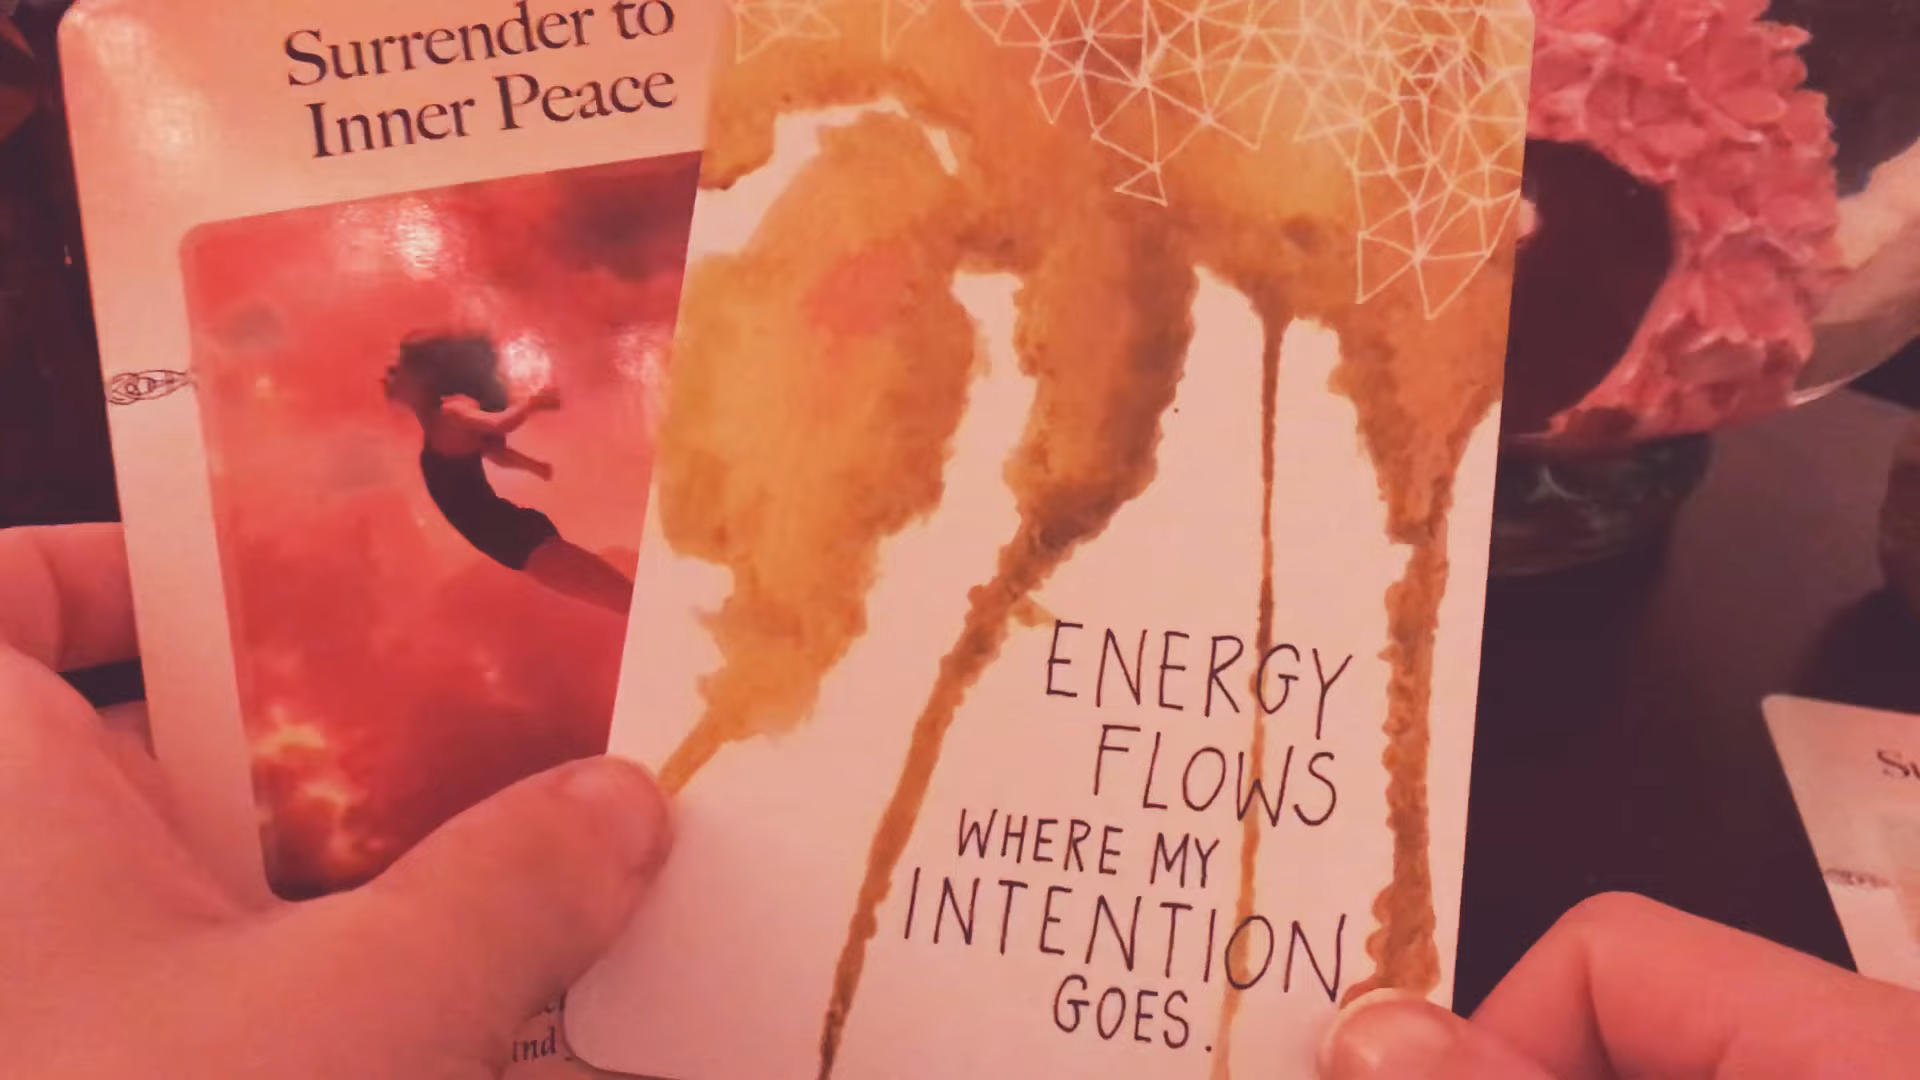 Surrender to
Inner Peace
ENERGY
FLOWS
WHERE MY
INTENTION
GOES.